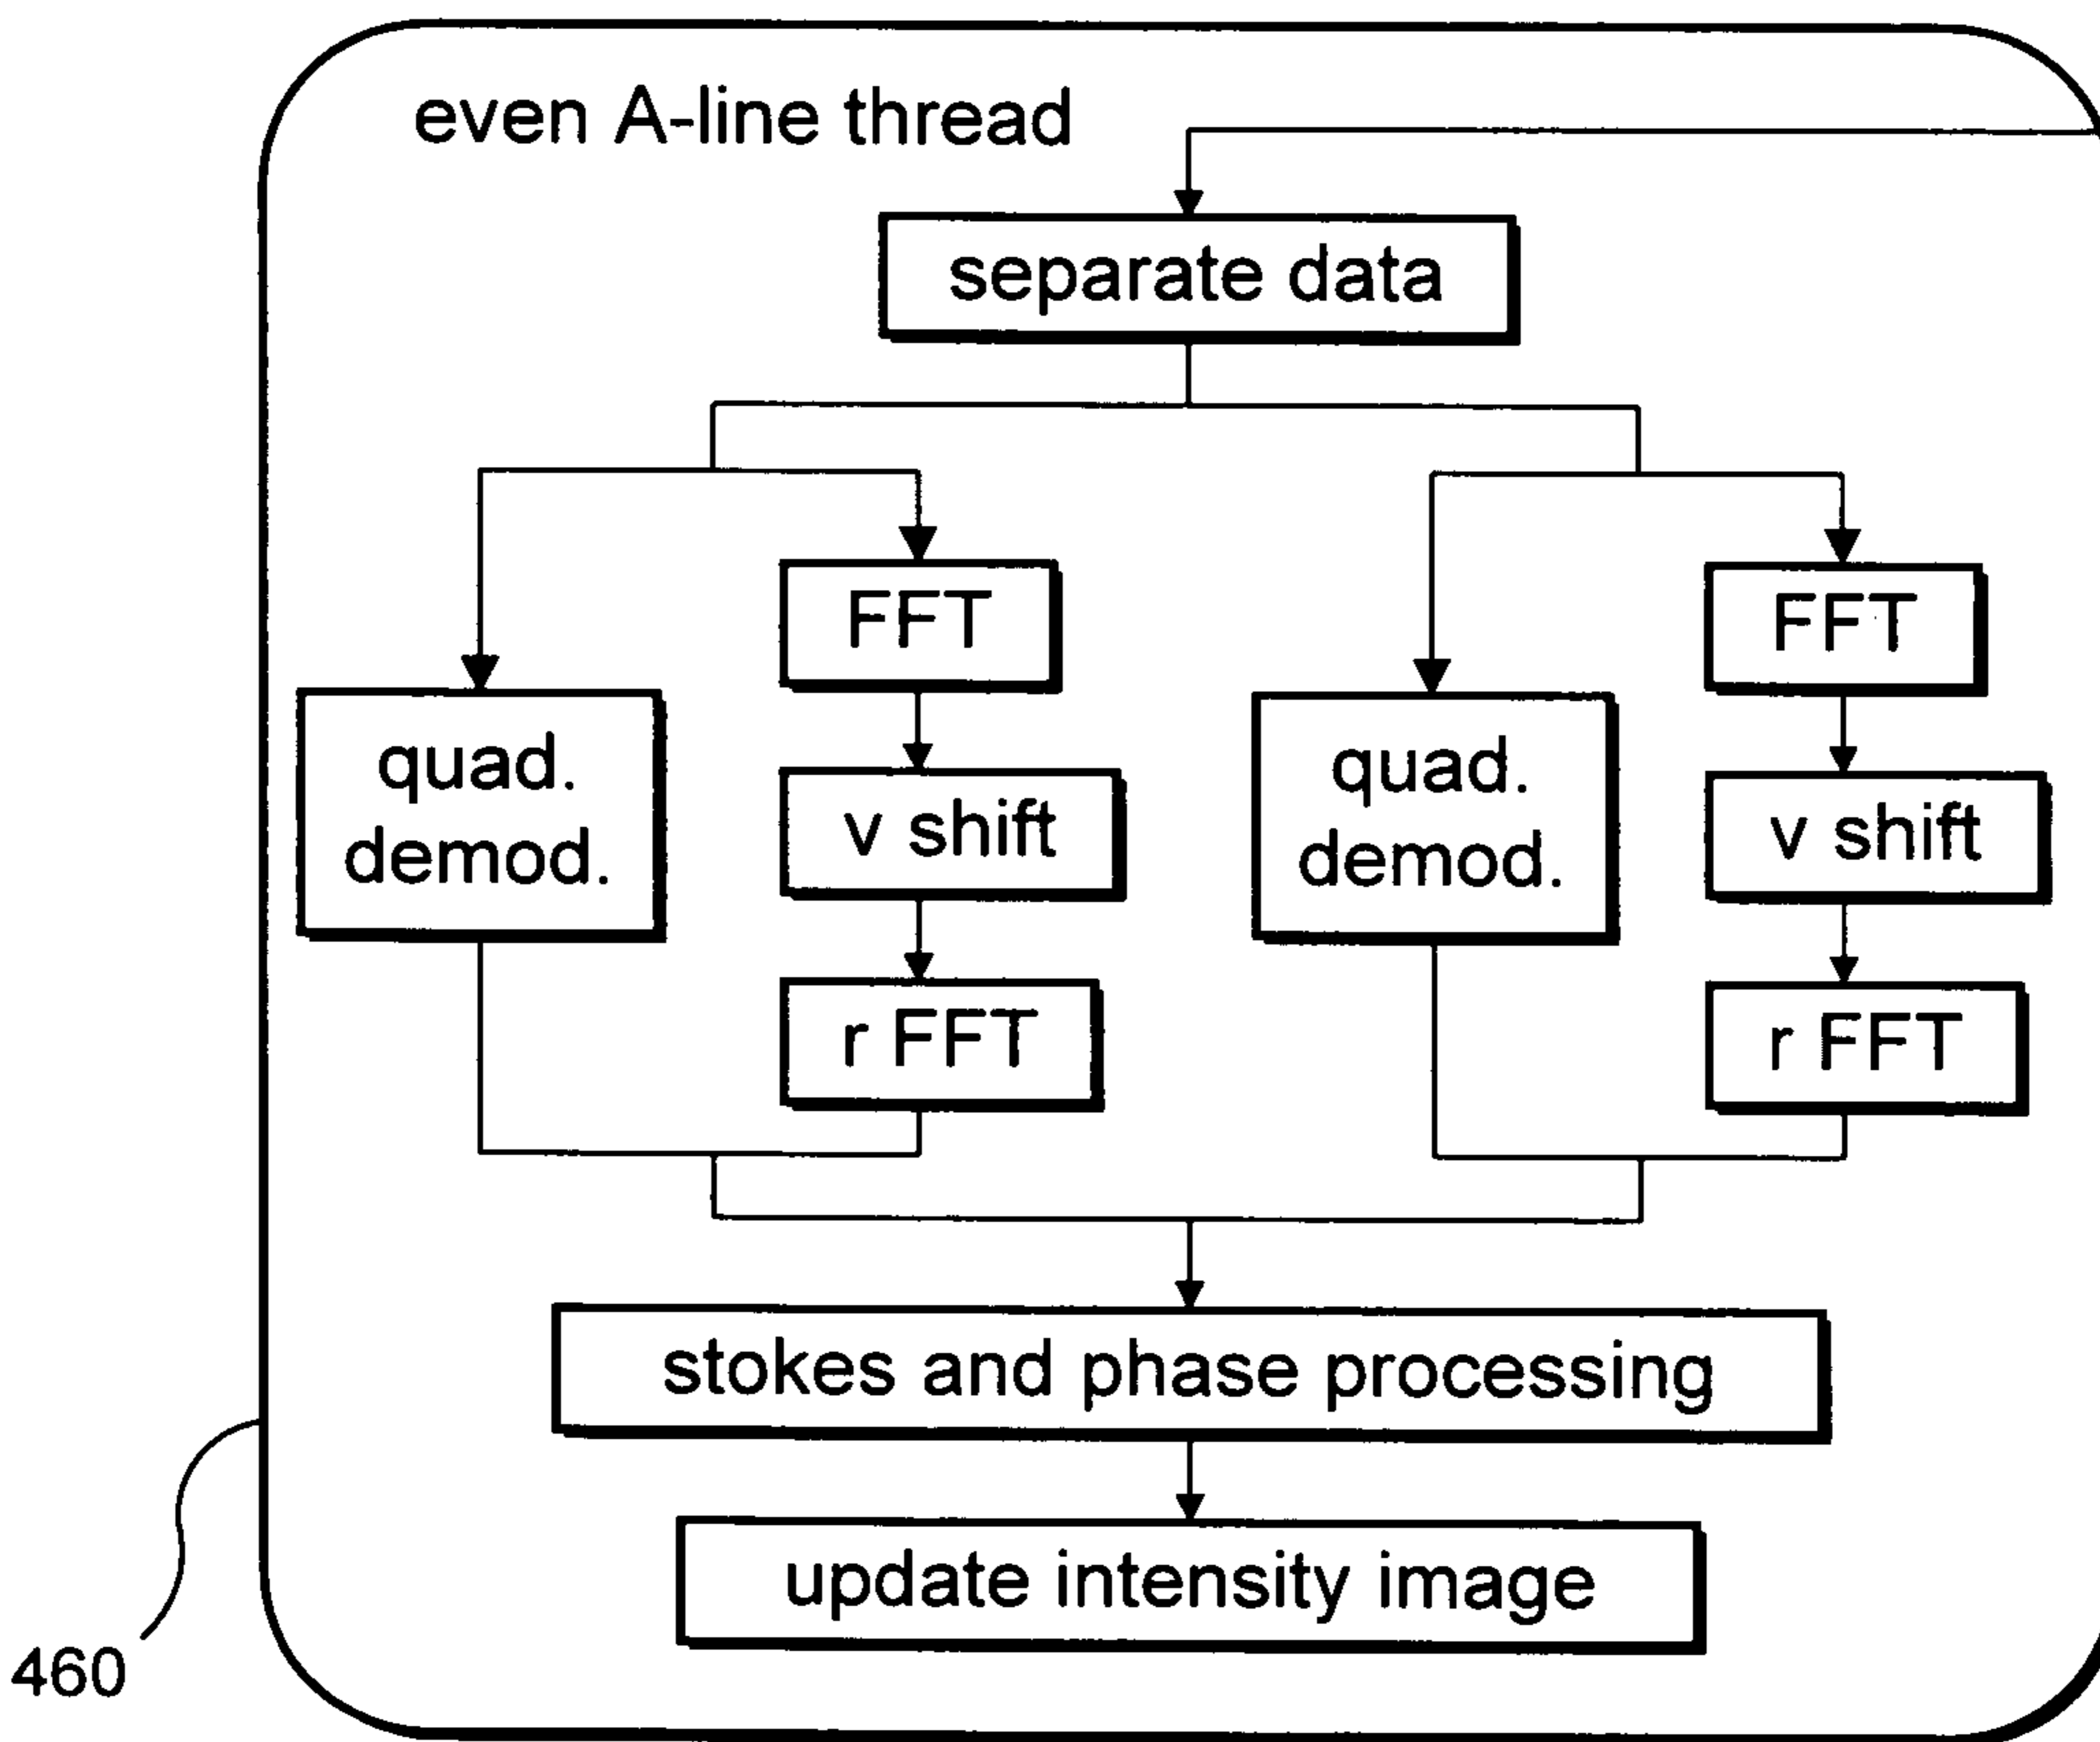 even A-line thread
separate data
FFT
FFT
quad.
demod.
v shift
quad.
demod.
v shift
r FFT
r FFT
stokes and phase processing
update intensity image
460